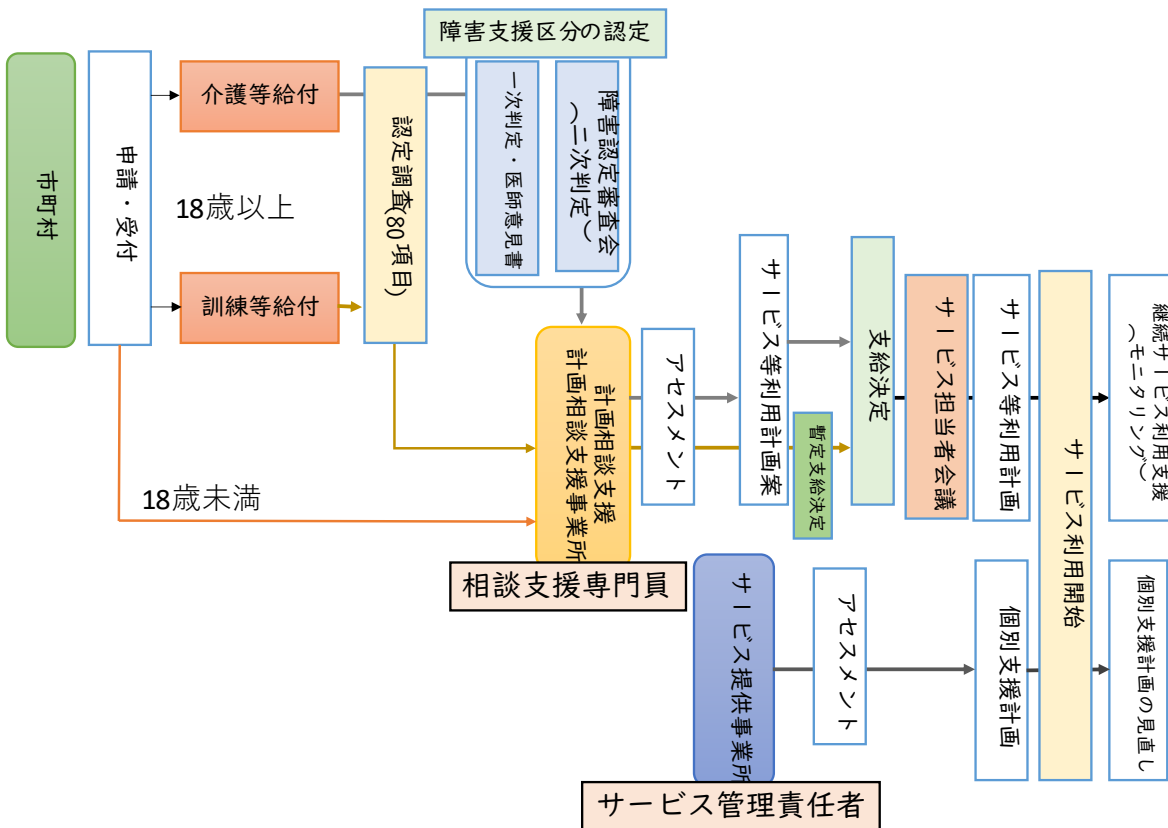 障害支援区分の認定
市町村
申請・受付
介護等給付
18歳以上
訓練等給付
18歳未満
認定調査(80項目)
一次判定・医師意見書
障害認定審査会
(二次判定)
計画相談支援
計画相談支援事業所
相談支援専門員
アセスメント
サービス等利用計画案
暫定支給決定
支給決定
サービス担当者会議
サービス等利用計画
サービス利用開始
継続サービス利用支援
(モニタリング)
サービス提供事業所
サービス管理責任者
アセスメント
個別支援計画
個別支援計画の見直し